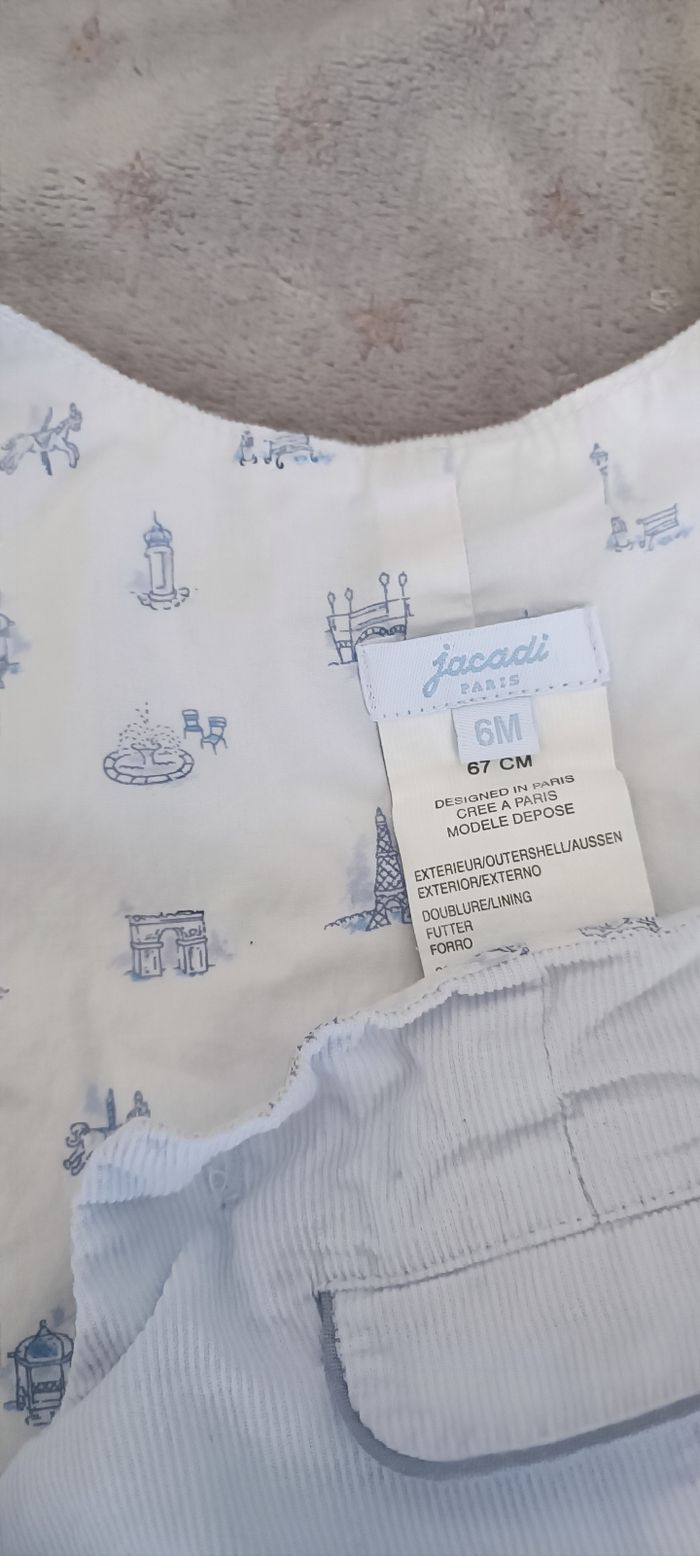 jacadi
PARIS
6M
67 CM
DESIGNED IN PARIS
CREE A PARIS
MODELE DEPOSE
EXTERIEUR/OUTERSHELL/AUSSEN
EXTERIOR/EXTERNO
DOUBLURE/LINING
FUTTER
FORRO